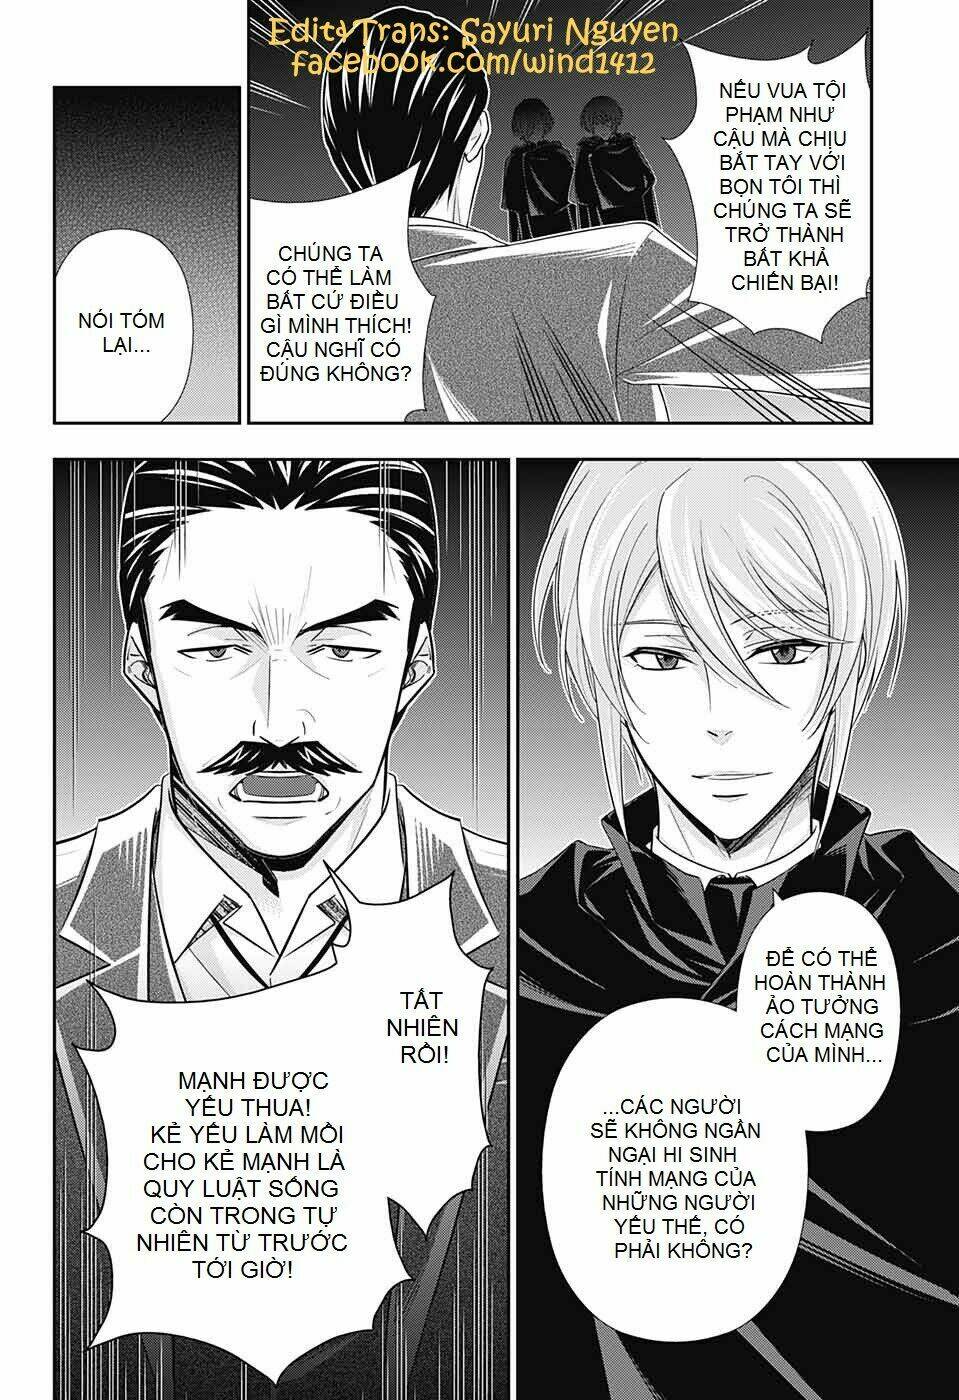 Edit+Trans: Sayuri Nguyen
facebook.com/wind1412
NẾU VUA TỘI
PHẠM NHƯ
CẬU MÀ CHỊU
BẮT TAY VỚI
BỌN TÔI THÌ
CHÚNG TA SẼ
TRỞ THÀNH
BẤT KHẢ
CHIẾN BẠI!
CHÚNG TA
CÓ THỂ LÀM
BẤT CỨ ĐIỀU
GÌ MÌNH THÍCH!
CẬU NGHĨ CÓ
ĐÚNG KHÔNG?
NÓI TÓM
LẠI...
ĐỂ CÓ THỂ
HOÀN THÀNH
ẢO TƯỞNG
CÁCH MẠNG
CỦA MÌNH...
...CÁC NGƯỜI
SẼ KHÔNG NGẦN
NGẠI HI SINH
TÍNH MẠNG CỦA
NHỮNG NGƯỜI
YẾU THẾ, CÓ
PHẢI KHÔNG?
TẤT
NHIÊN
RỒI!
MẠNH ĐƯỢC
YẾU THUA!
KẺ YẾU LÀM MỒI
CHO KẺ MẠNH LÀ
QUY LUẬT SỐNG
CÒN TRONG TỰ
NHIÊN TỪ TRƯỚC
TỚI GIỜ!